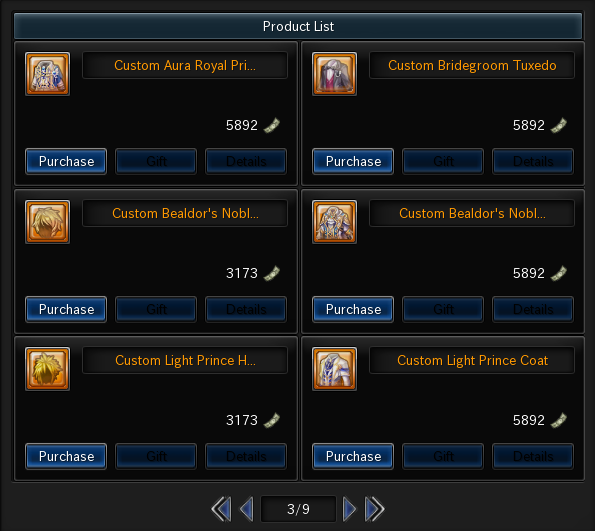 Product List
Custom Aura Royal Pri...
5892
Purchase
Gift
Details
Custom Bridegroom Tuxedo
5892
Purchase
Gift
Details
Custom Bealdor's Nobl...
3173
Purchase
Gift
Details
Custom Bealdor's Nobl...
5892
Purchase
Gift
Details
Custom Light Prince H...
3173
Purchase
Gift
Details
Custom Light Prince Coat
5892
Purchase
Gift
Details
3/9